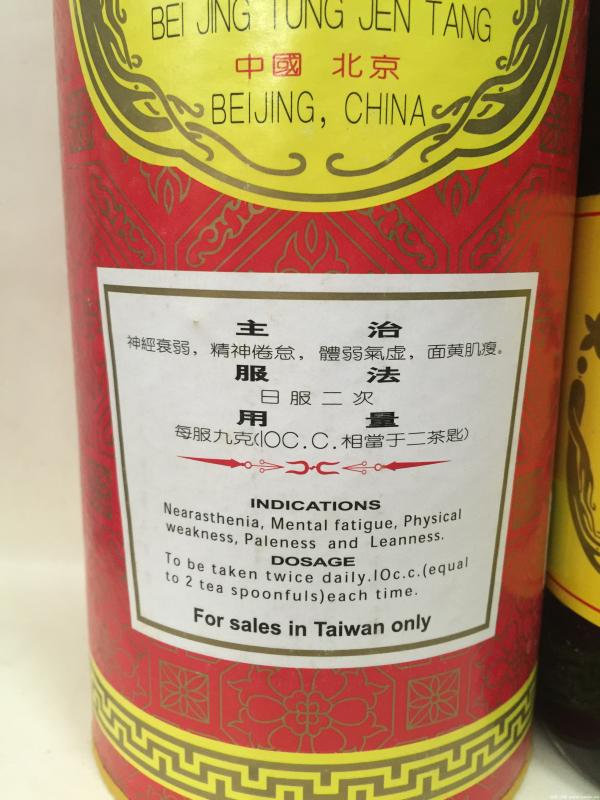 BEI JING TUNG JEN TANG
中國 北京
BEIJING, CHINA
主 治
神經衰弱，精神倦怠，體弱氣虛，面黄肌瘦。
服 法
日服二次
用 量
每服九克(10C.C.相當于二茶匙)
INDICATIONS
Nearasthenia, Mental fatigue, Physical
weakness, Paleness and Leanness.
DOSAGE
To be taken twice daily.10c.c.(equal
to 2 tea spoonfuls)each time.
For sales in Taiwan only